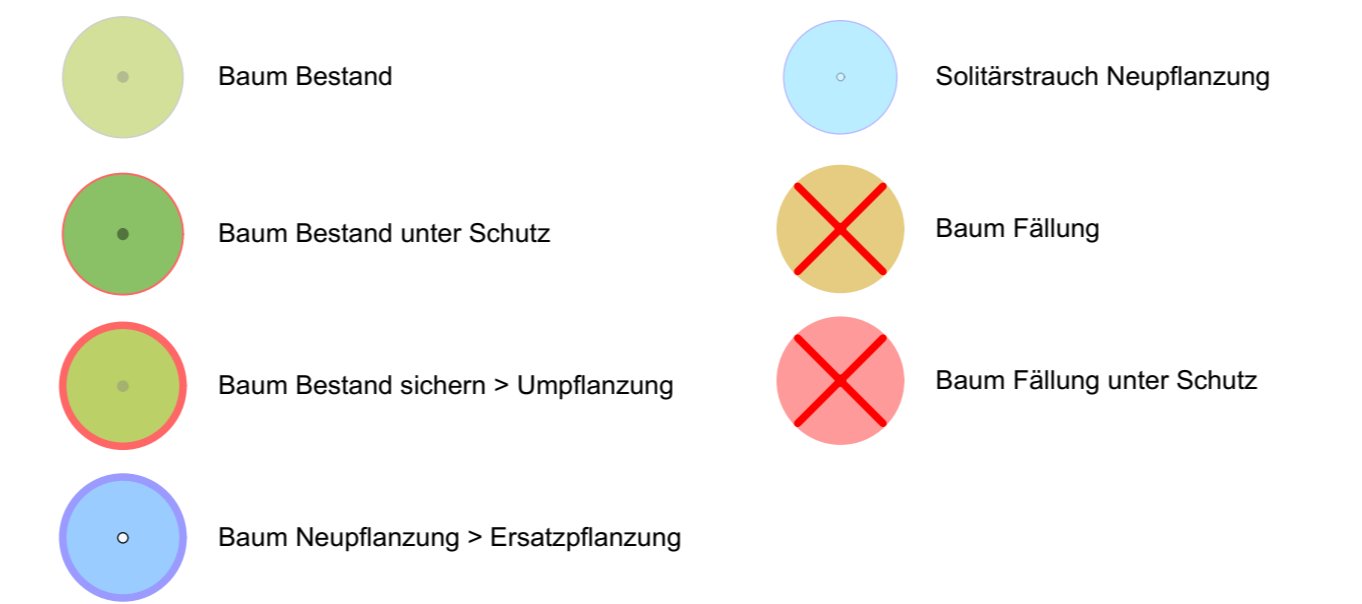 Baum Bestand
Baum Bestand unter Schutz
Baum Bestand sichern > Umpflanzung
Baum Neupflanzung > Ersatzpflanzung
Solitärstrauch Neupflanzung
Baum Fällung
Baum Fällung unter Schutz